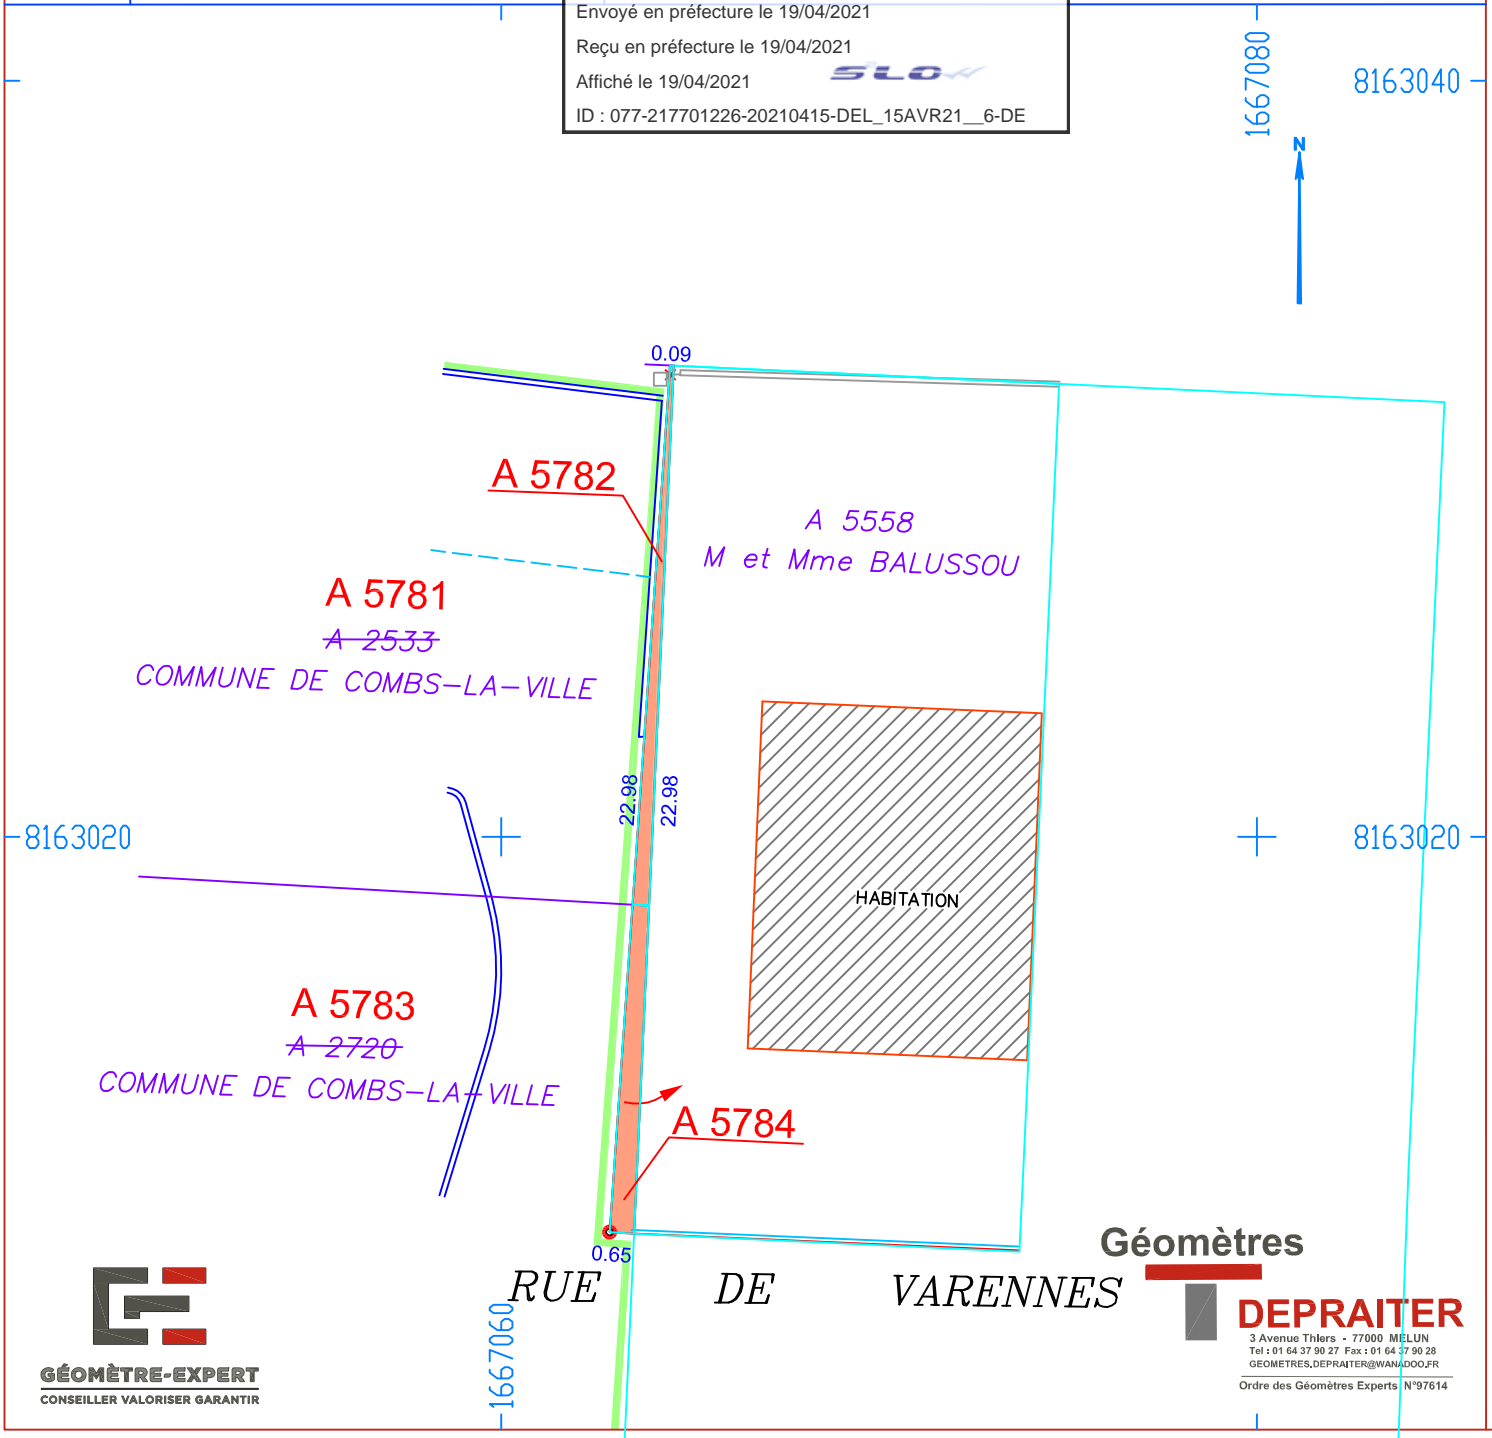 Envoyé en préfecture le 19/04/2021
Reçu en préfecture le 19/04/2021
Affiché le 19/04/2021
SLOW
ID : 077-217701226-20210415-DEL_15AVR21__6-DE
1667080
8163040
N
0.09
A 5782
A 5558
M et Mme BALUSSOU
A 5781
A 2533
COMMUNE DE COMBS-LA-VILLE
22.98
22.98
8163020
8163020
HABITATION
A 5783
A 2720
COMMUNE DE COMBS-LA-VILLE
A 5784
0.65
RUE DE VARENNES
1667060
GÉOMÈTRE-EXPERT
CONSEILLER VALORISER GARANTIR
Géomètres
DEPRAITER
3 Avenue Thiers - 77000 MELUN
Tel : 01 64 37 90 27 Fax : 01 64 37 90 28
GEOMETRES.DEPRAITER@WANADOO.FR
Ordre des Géomètres Experts N°97614